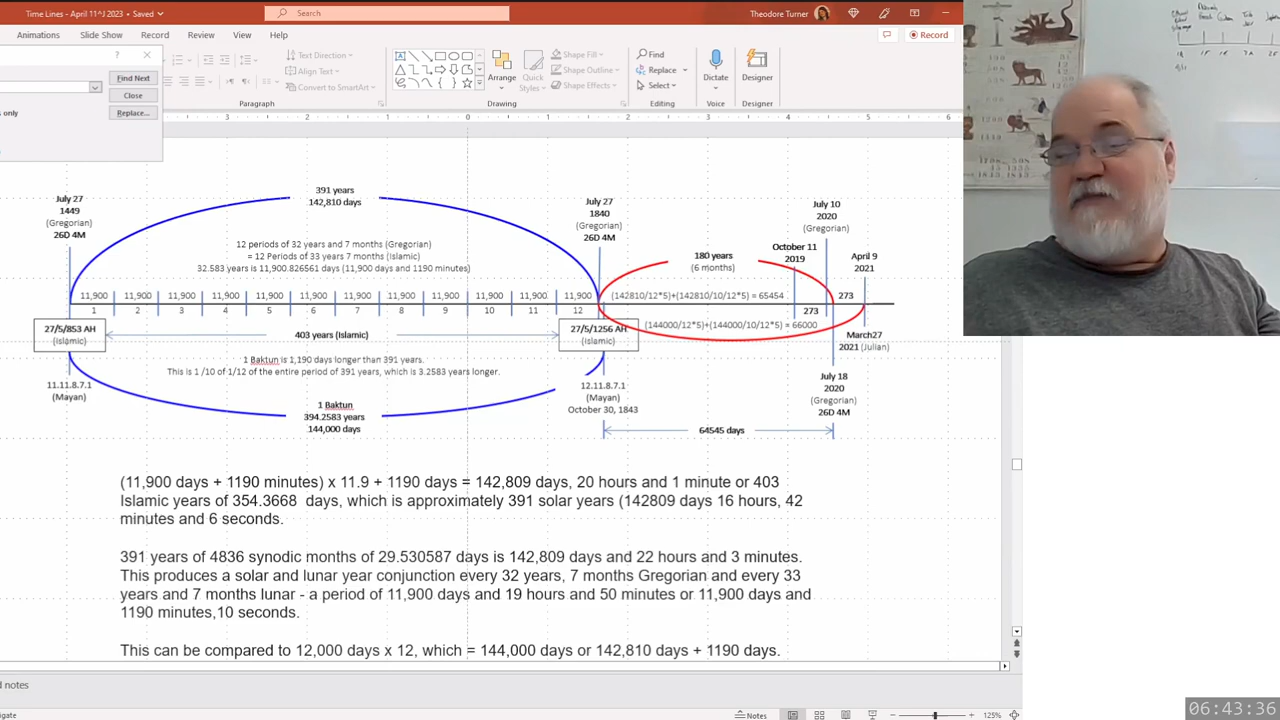 Time Lines - April 11^J 2023 • Saved
Search
Theodore Turner
Animations
Slide Show
Record
Review
View
Help
Record
?
Find Next
Close
s only
Replace...
Text Direction
Align Text
Convert to SmartArt
Paragraph
Arrange
Quick
Styles
Shape Fill
Shape Outline
Shape Effects
Drawing
Find
Replace
Select
Editing
Dictate
Voice
Designer
Designer
3 2 1 0 1 2 3 4 5
July 27
1449
(Gregorian)
26D 4M
391 years
142,810 days
July 27
1840
(Gregorian)
26D 4M
July 10
2020
(Gregorian)
October 11
2019
April 9
2021
180 years
(6 months)
12 periods of 32 years and 7 months (Gregorian)
= 12 Periods of 33 years 7 months (Islamic)
32.583 years is 11,900.826561 days (11,900 days and 1190 minutes)
11,900 11,900 11,900 11,900 11,900 11,900 11,900 11,900 11,900 11,900 11,900 11,900
(142810/12*5)+(142810/10/12*5) = 65454
273
1 2 3 4 5 6 7 8 9 10 11 12
273
(144000/12*5)+(144000/10/12*5) = 66000
27/5/853 AH
(Islamic)
403 years (Islamic)
27/5/1256 AH
(Islamic)
March27
2021 (Julian)
1 Baktun is 1,190 days longer than 391 years.
This is 1 /10 of 1/12 of the entire period of 391 years, which is 3.2583 years longer.
11.11.8.7.1
(Mayan)
1 Baktun
394.2583 years
144,000 days
12.11.8.7.1
(Mayan)
October 30, 1843
July 18
2020
(Gregorian)
26D 4M
64545 days
(11,900 days + 1190 minutes) x 11.9 + 1190 days = 142,809 days, 20 hours and 1 minute or 403
Islamic years of 354.3668 days, which is approximately 391 solar years (142809 days 16 hours, 42
minutes and 6 seconds.
391 years of 4836 synodic months of 29.530587 days is 142,809 days and 22 hours and 3 minutes.
This produces a solar and lunar year conjunction every 32 years, 7 months Gregorian and every 33
years and 7 months lunar - a period of 11,900 days and 19 hours and 50 minutes or 11,900 days and
1190 minutes,10 seconds.
This can be compared to 12,000 days x 12, which = 144,000 days or 142,810 days + 1190 days.
d notes
igate
Notes
125%
06:43:36